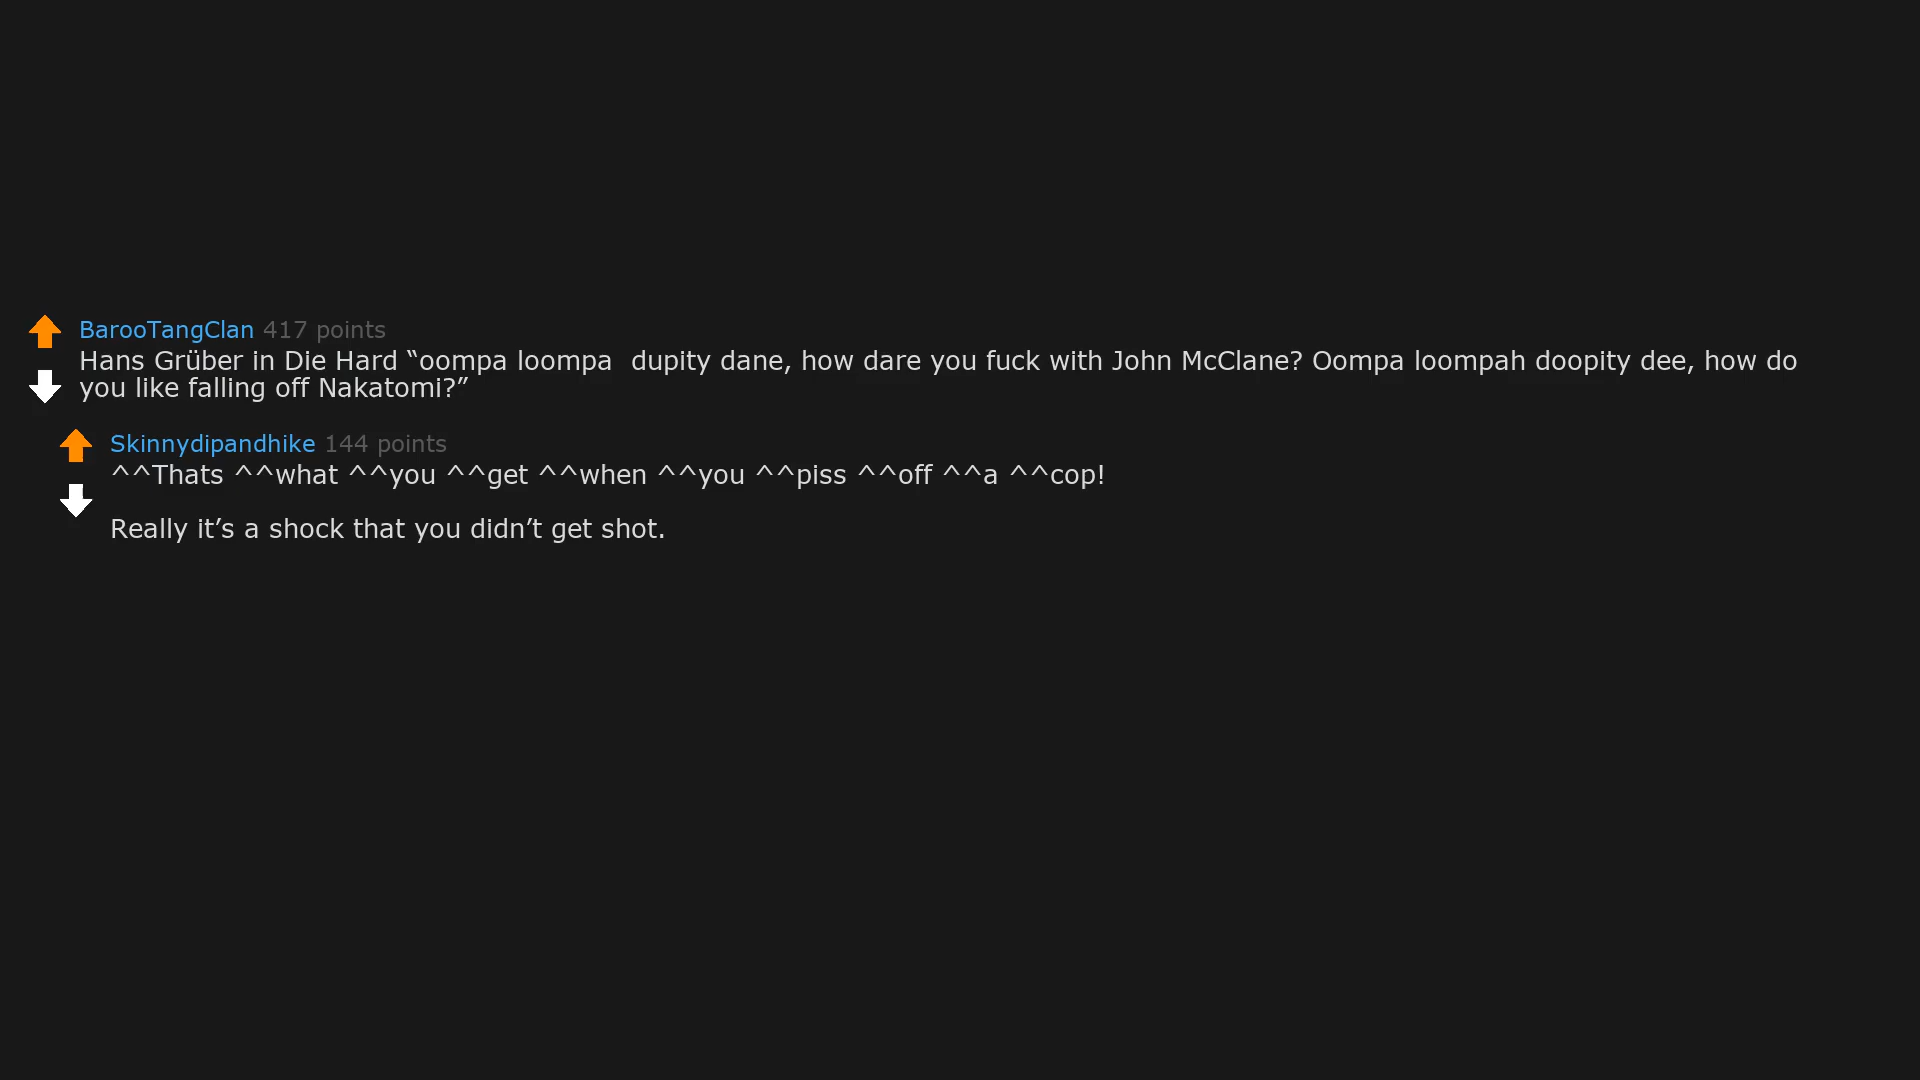 BarooTangClan 417 points
Hans Grüber in Die Hard “oompa loompa  dupity dane, how dare you fuck with John McClane? Oompa loompah doopity dee, how do
you like falling off Nakatomi?”
Skinnydipandhike 144 points
^^Thats ^^what ^^you ^^get ^^when ^^you ^^piss ^^off ^^a ^^cop!
Really it’s a shock that you didn’t get shot.